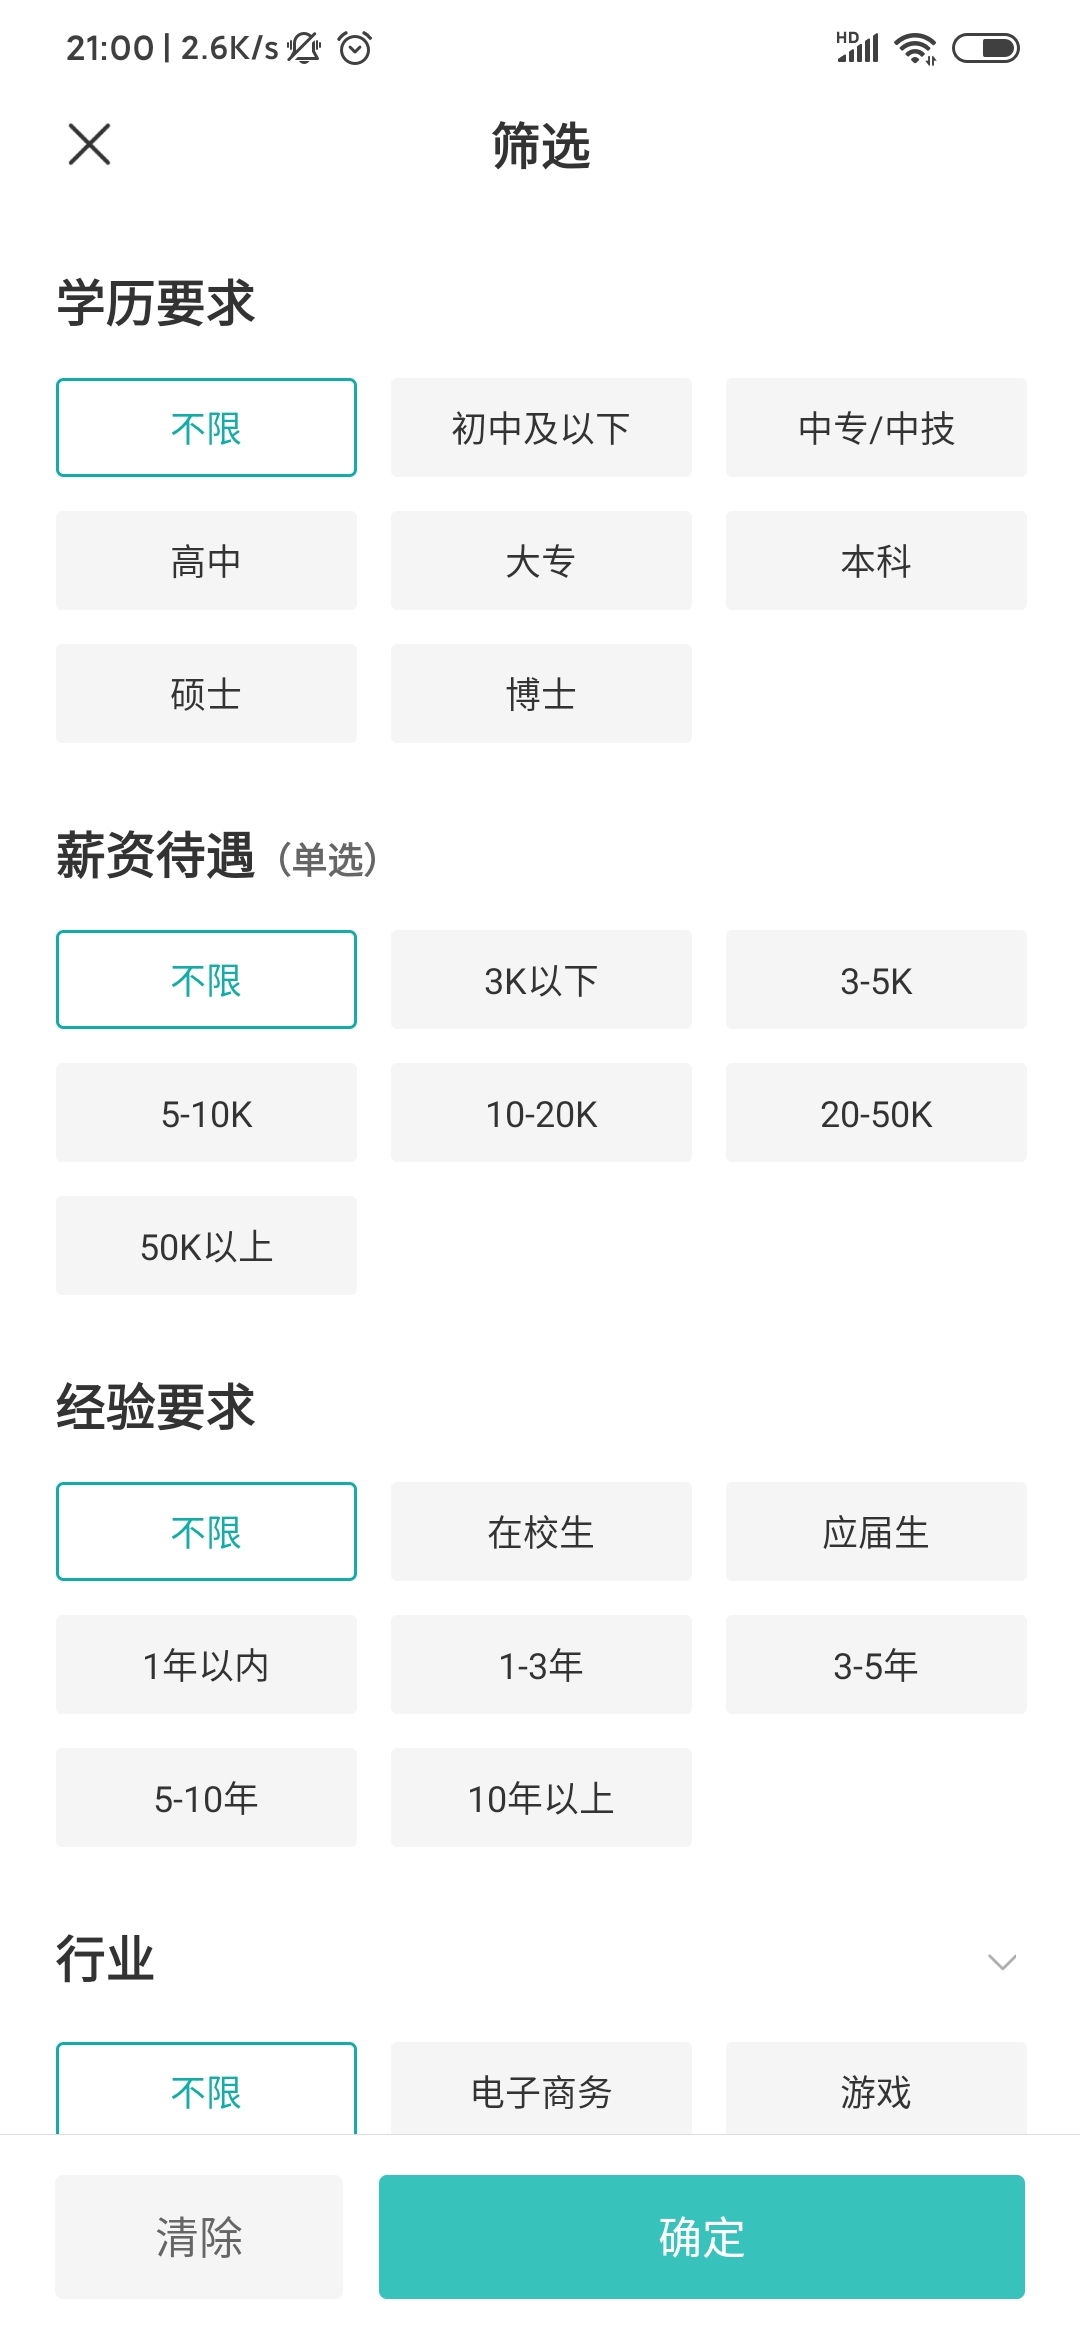 21:00 | 2.6K/s HD
筛选
学历要求
不限 初中及以下 中专/中技
高中 大专 本科
硕士 博士
薪资待遇（单选）
不限 3K以下 3-5K
5-10K 10-20K 20-50K
50K以上
经验要求
不限 在校生 应届生
1年以内 1-3年 3-5年
5-10年 10年以上
行业
不限 电子商务 游戏
清除 确定